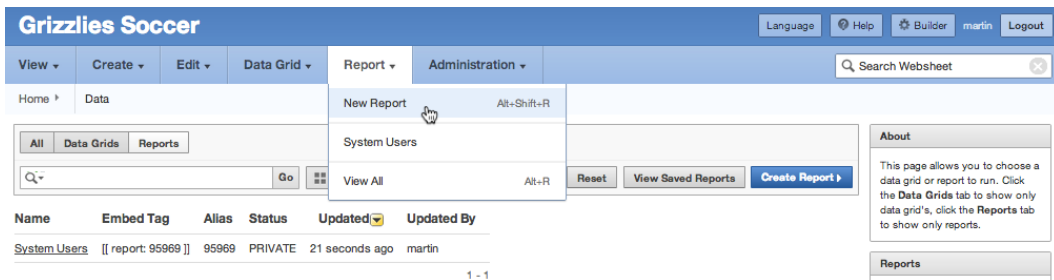 Grizzlies Soccer
Language Help Builder martin Logout
View Create Edit Data Grid Report Administration
Search Websheet
Home Data
New Report Alt+Shift+R
System Users
View All Alt+R
All Data Grids Reports
Go Reset View Saved Reports Create Report
Name Embed Tag Alias Status Updated Updated By
System Users [[ report: 95969 ]] 95969 PRIVATE 21 seconds ago martin
1 - 1
About
This page allows you to choose a
data grid or report to run. Click
the Data Grids tab to show only
data grid's, click the Reports tab
to show only reports.
Reports